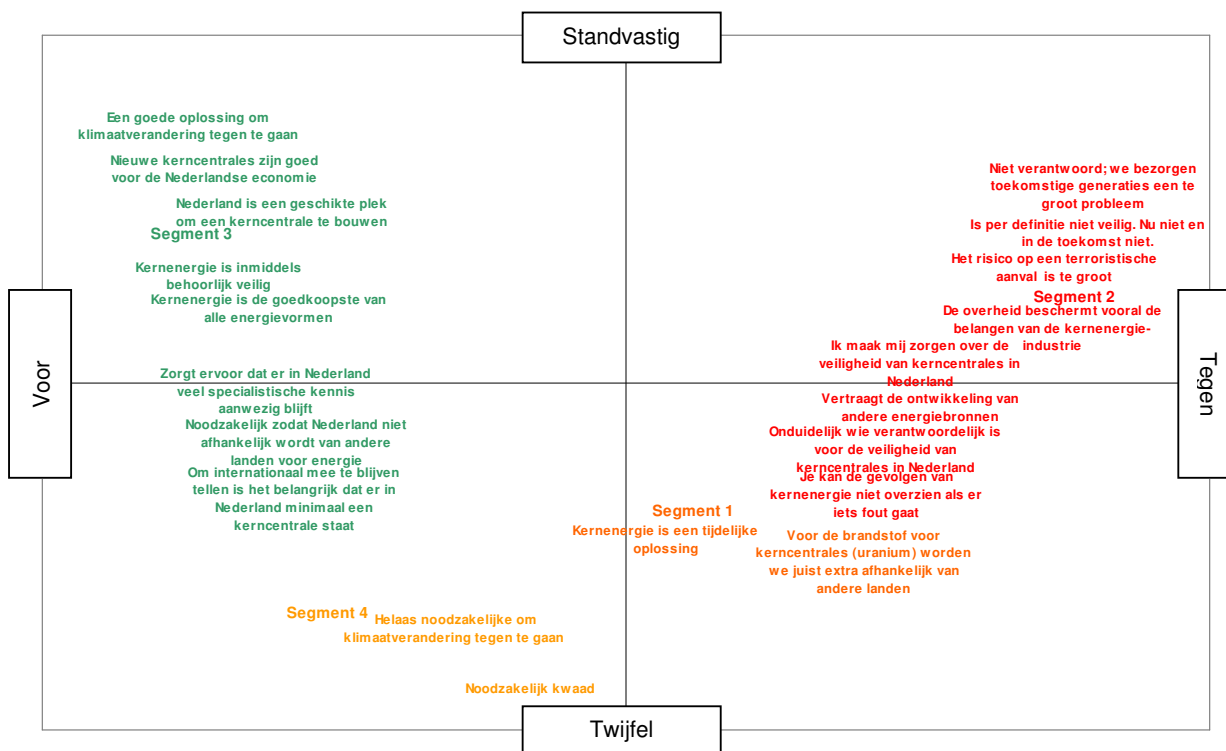 Standvastig
Een goede oplossing om
klimaatverandering tegen te gaan
Nieuwe kerncentrales zijn goed
voor de Nederlandse economie
Nederland is een geschikte plek
om een kerncentrale te bouwen
Segment 3
Kernenergie is inmiddels
behoorlijk veilig
Kernenergie is de goedkoopste van
alle energievormen
Voor
Zorgt ervoor dat er in Nederland
veel specialistische kennis
aanwezig blijft
Noodzakelijk zodat Nederland niet
afhankelijk wordt van andere
landen voor energie
Om internationaal mee te blijven
tellen is het belangrijk dat er in
Nederland minimaal een
kerncentrale staat
Niet verantwoord; we bezorgen
toekomstige generaties een te
groot probleem
Is per definitie niet veilig. Nu niet en
in de toekomst niet.
Het risico op een terroristische
aanval is te groot
Segment 2
De overheid beschermt vooral de
belangen van de kernenergie-
industrie
Tegen
Ik maak mij zorgen over de
veiligheid van kerncentrales in
Nederland
Vertraagt de ontwikkeling van
andere energiebronnen
Onduidelijk wie verantwoordelijk is
voor de veiligheid van
kerncentrales in Nederland
Je kan de gevolgen van
kernenergie niet overzien als er
iets fout gaat
Segment 1
Kernenergie is een tijdelijke
oplossing
Voor de brandstof voor
kerncentrales (uranium) worden
we juist extra afhankelijk van
andere landen
Segment 4
Helaas noodzakelijke om
klimaatverandering tegen te gaan
Noodzakelijk kwaad
Twijfel